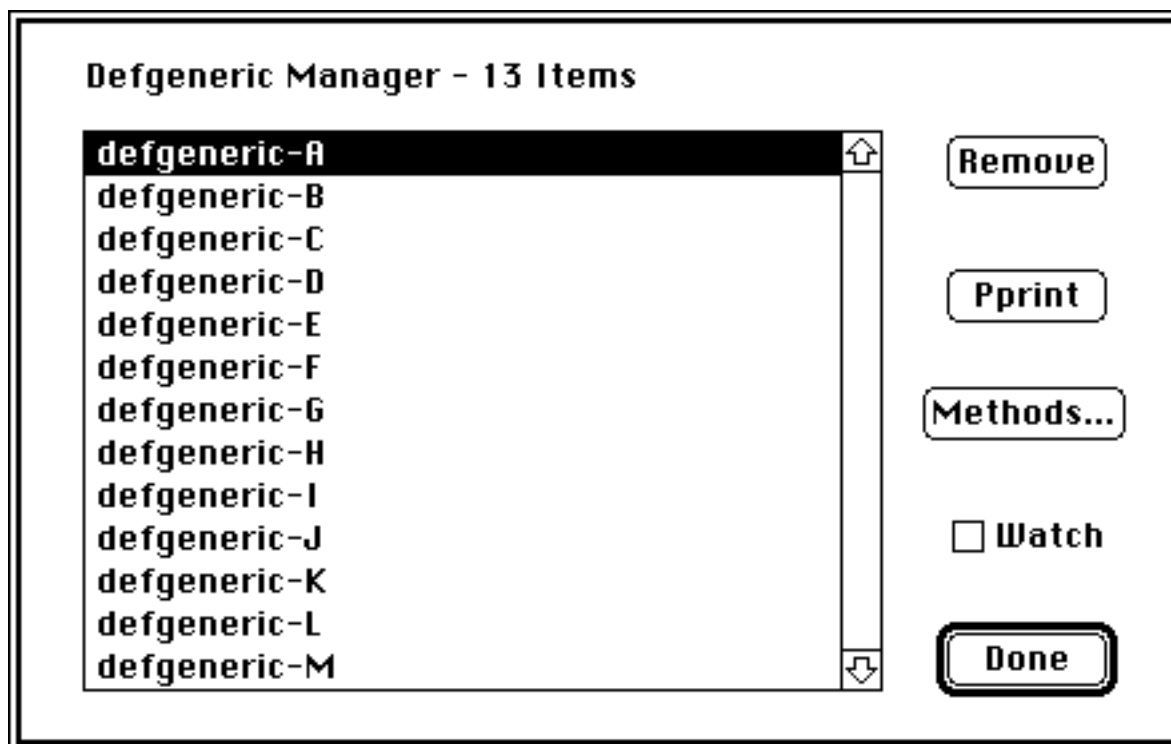 Defgeneric Manager - 13 Items
defgeneric-A
defgeneric-B
defgeneric-C
defgeneric-D
defgeneric-E
defgeneric-F
defgeneric-G
defgeneric-H
defgeneric-I
defgeneric-J
defgeneric-K
defgeneric-L
defgeneric-M
Remove
Pprint
Methods...
Watch
Done